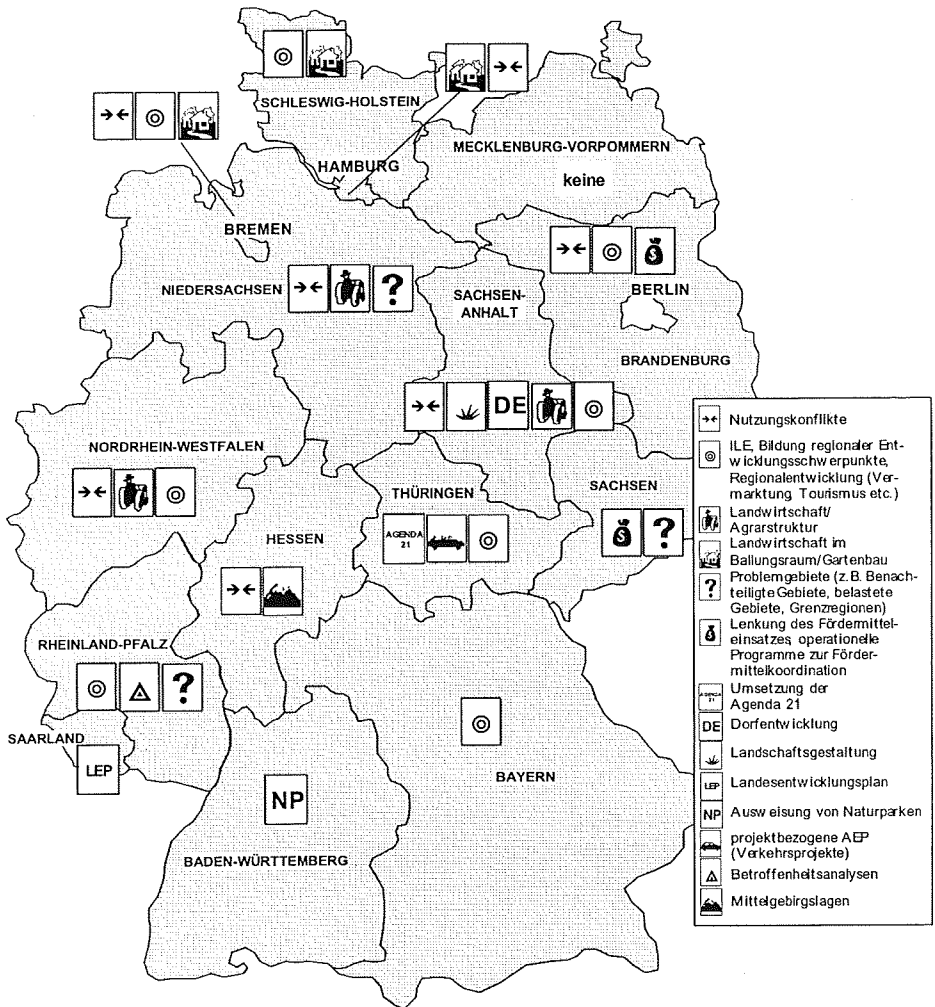 SCHLESWIG-HOLSTEIN
HAMBURG
MECKLENBURG-VORPOMMERN
keine
BREMEN
NIEDERSACHSEN
?
SACHSEN-
ANHALT
BERLIN
BRANDENBURG
DE
NORDRHEIN-WESTFALEN
THÜRINGEN
AGENDA
21
SACHSEN
?
HESSEN
RHEINLAND-PFALZ
?
SAARLAND
LEP
BAYERN
NP
BADEN-WÜRTTEMBERG
Nutzungskonflikte
ILE, Bildung regionaler Ent-
wicklungsschwerpunkte,
Regionalentwicklung (Ver-
marktung, Tourismus etc.)
Landwirtschaft/
Agrarstruktur
Landwirtschaft im
Ballungsraum/Gartenbau
? Problemgebiete (z.B. Benach-
teiligte Gebiete, belastete
Gebiete, Grenzregionen)
Lenkung des Fördermittel-
einsatzes, operationelle
Programme zur Förder-
mittelkoordination
AGENDA 21 Umsetzung der
Agenda 21
DE Dorfentwicklung
Landschaftsgestaltung
LEP Landesentwicklungsplan
NP Ausweisung von Naturparken
projektbezogene AEP
(Verkehrsprojekte)
Betroffenheitsanalysen
Mittelgebirgslagen